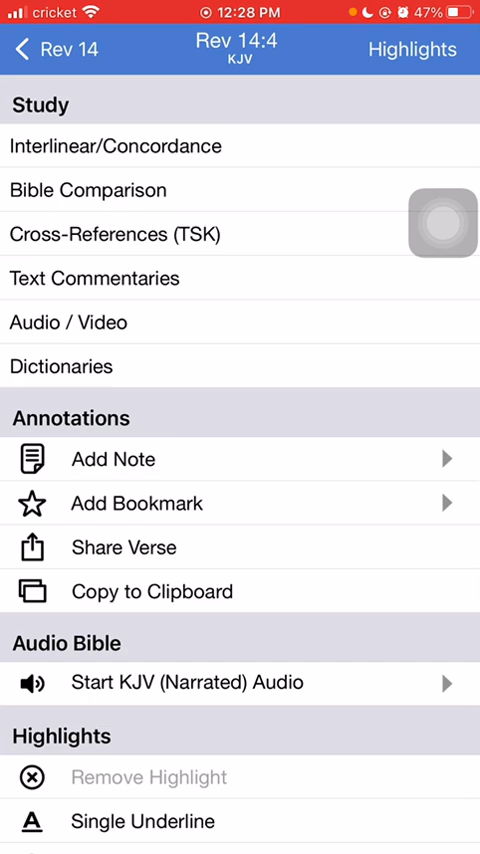 cricket 12:28 PM 47%
Rev 14 Rev 14:4 Highlights
KJV
Study
Interlinear/Concordance
Bible Comparison
Cross-References (TSK)
Text Commentaries
Audio / Video
Dictionaries
Annotations
Add Note
Add Bookmark
Share Verse
Copy to Clipboard
Audio Bible
Start KJV (Narrated) Audio
Highlights
Remove Highlight
A Single Underline